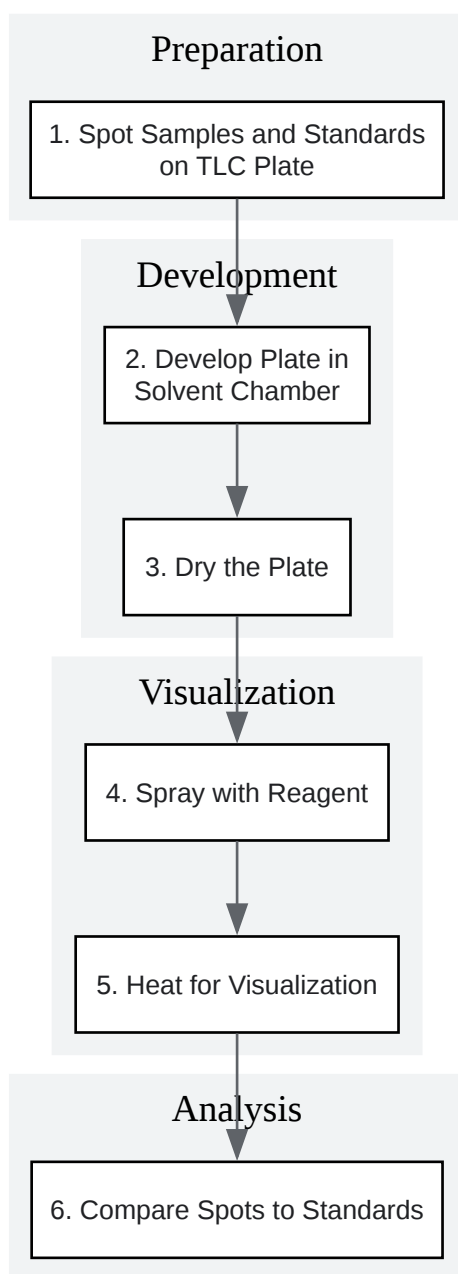 Preparation
1. Spot Samples and Standards
on TLC Plate
Development
2. Develop Plate in
Solvent Chamber
3. Dry the Plate
Visualization
4. Spray with Reagent
5. Heat for Visualization
Analysis
6. Compare Spots to Standards